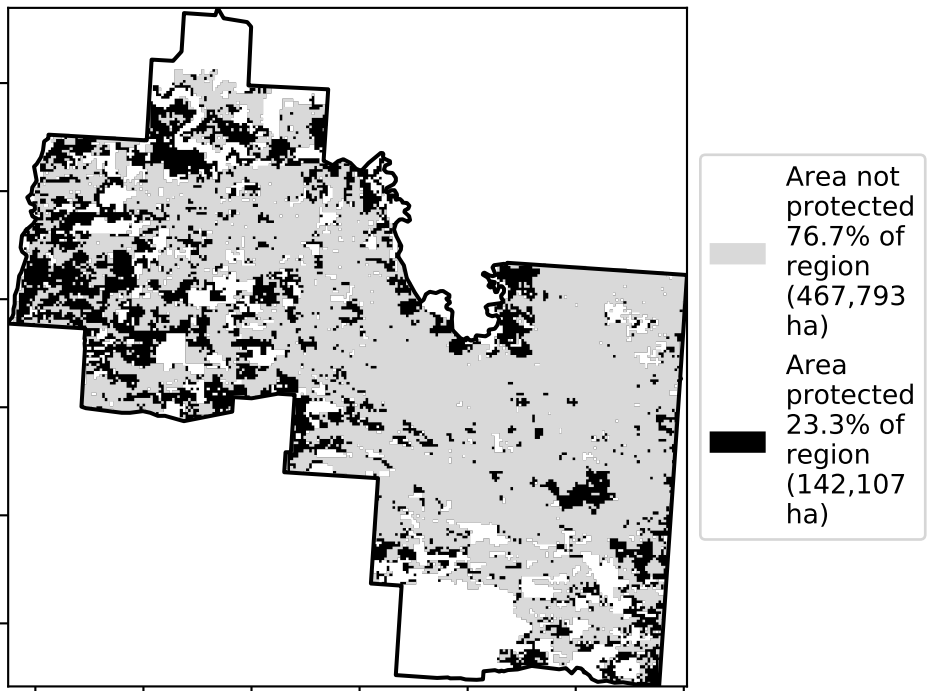 Area not
protected
76.7% of
region
(467,793
ha)
Area
protected
23.3% of
region
(142,107
ha)